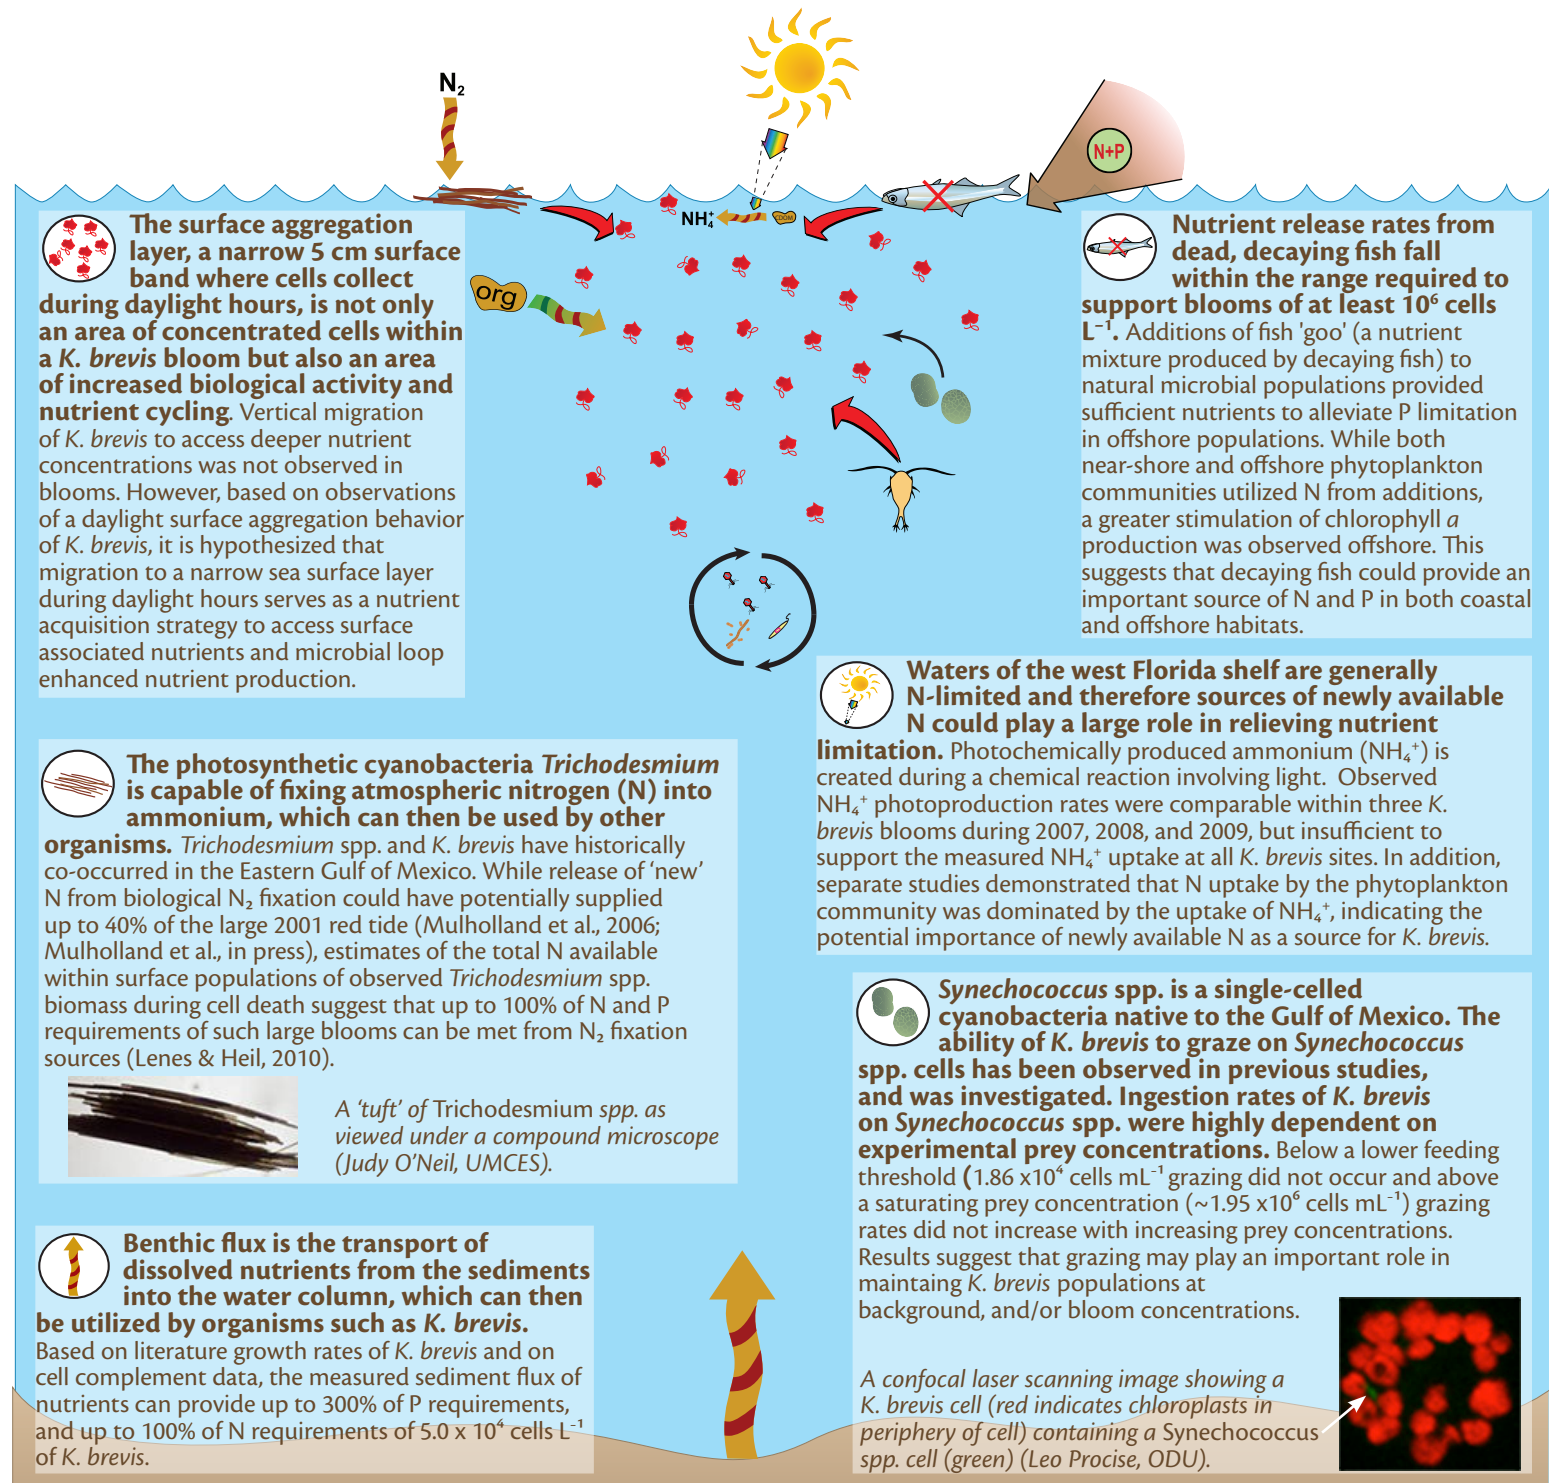 N₂
N+P
NH₄⁺
CDOM
org
The surface aggregation
layer, a narrow 5 cm surface
band where cells collect
during daylight hours, is not only
an area of concentrated cells within
a K. brevis bloom but also an area
of increased biological activity and
nutrient cycling. Vertical migration
of K. brevis to access deeper nutrient
concentrations was not observed in
blooms. However, based on observations
of a daylight surface aggregation behavior
of K. brevis, it is hypothesized that
migration to a narrow sea surface layer
during daylight hours serves as a nutrient
acquisition strategy to access surface
associated nutrients and microbial loop
enhanced nutrient production.
Nutrient release rates from
dead, decaying fish fall
within the range required to
support blooms of at least 10⁶ cells
L⁻¹. Additions of fish 'goo' (a nutrient
mixture produced by decaying fish) to
natural microbial populations provided
sufficient nutrients to alleviate P limitation
in offshore populations. While both
near-shore and offshore phytoplankton
communities utilized N from additions,
a greater stimulation of chlorophyll a
production was observed offshore. This
suggests that decaying fish could provide an
important source of N and P in both coastal
and offshore habitats.
Waters of the west Florida shelf are generally
N-limited and therefore sources of newly available
N could play a large role in relieving nutrient
limitation. Photochemically produced ammonium (NH₄⁺) is
created during a chemical reaction involving light. Observed
NH₄⁺ photoproduction rates were comparable within three K.
brevis blooms during 2007, 2008, and 2009, but insufficient to
support the measured NH₄⁺ uptake at all K. brevis sites. In addition,
separate studies demonstrated that N uptake by the phytoplankton
community was dominated by the uptake of NH₄⁺, indicating the
potential importance of newly available N as a source for K. brevis.
The photosynthetic cyanobacteria Trichodesmium
is capable of fixing atmospheric nitrogen (N) into
ammonium, which can then be used by other
organisms. Trichodesmium spp. and K. brevis have historically
co-occurred in the Eastern Gulf of Mexico. While release of ‘new’
N from biological N₂ fixation could have potentially supplied
up to 40% of the large 2001 red tide (Mulholland et al., 2006;
Mulholland et al., in press), estimates of the total N available
within surface populations of observed Trichodesmium spp.
biomass during cell death suggest that up to 100% of N and P
requirements of such large blooms can be met from N₂ fixation
sources (Lenes & Heil, 2010).
A ‘tuft’ of Trichodesmium spp. as
viewed under a compound microscope
(Judy O’Neil, UMCES).
Synechococcus spp. is a single-celled
cyanobacteria native to the Gulf of Mexico. The
ability of K. brevis to graze on Synechococcus
spp. cells has been observed in previous studies,
and was investigated. Ingestion rates of K. brevis
on Synechococcus spp. were highly dependent on
experimental prey concentrations. Below a lower feeding
threshold (1.86 x10⁴ cells mL⁻¹ grazing did not occur and above
a saturating prey concentration (~1.95 x10⁶ cells mL⁻¹) grazing
rates did not increase with increasing prey concentrations.
Results suggest that grazing may play an important role in
maintaing K. brevis populations at
background, and/or bloom concentrations.
A confocal laser scanning image showing a
K. brevis cell (red indicates chloroplasts in
periphery of cell) containing a Synechococcus
spp. cell (green) (Leo Procise, ODU).
Benthic flux is the transport of
dissolved nutrients from the sediments
into the water column, which can then
be utilized by organisms such as K. brevis.
Based on literature growth rates of K. brevis and on
cell complement data, the measured sediment flux of
nutrients can provide up to 300% of P requirements,
and up to 100% of N requirements of 5.0 x 10⁴ cells L⁻¹
of K. brevis.